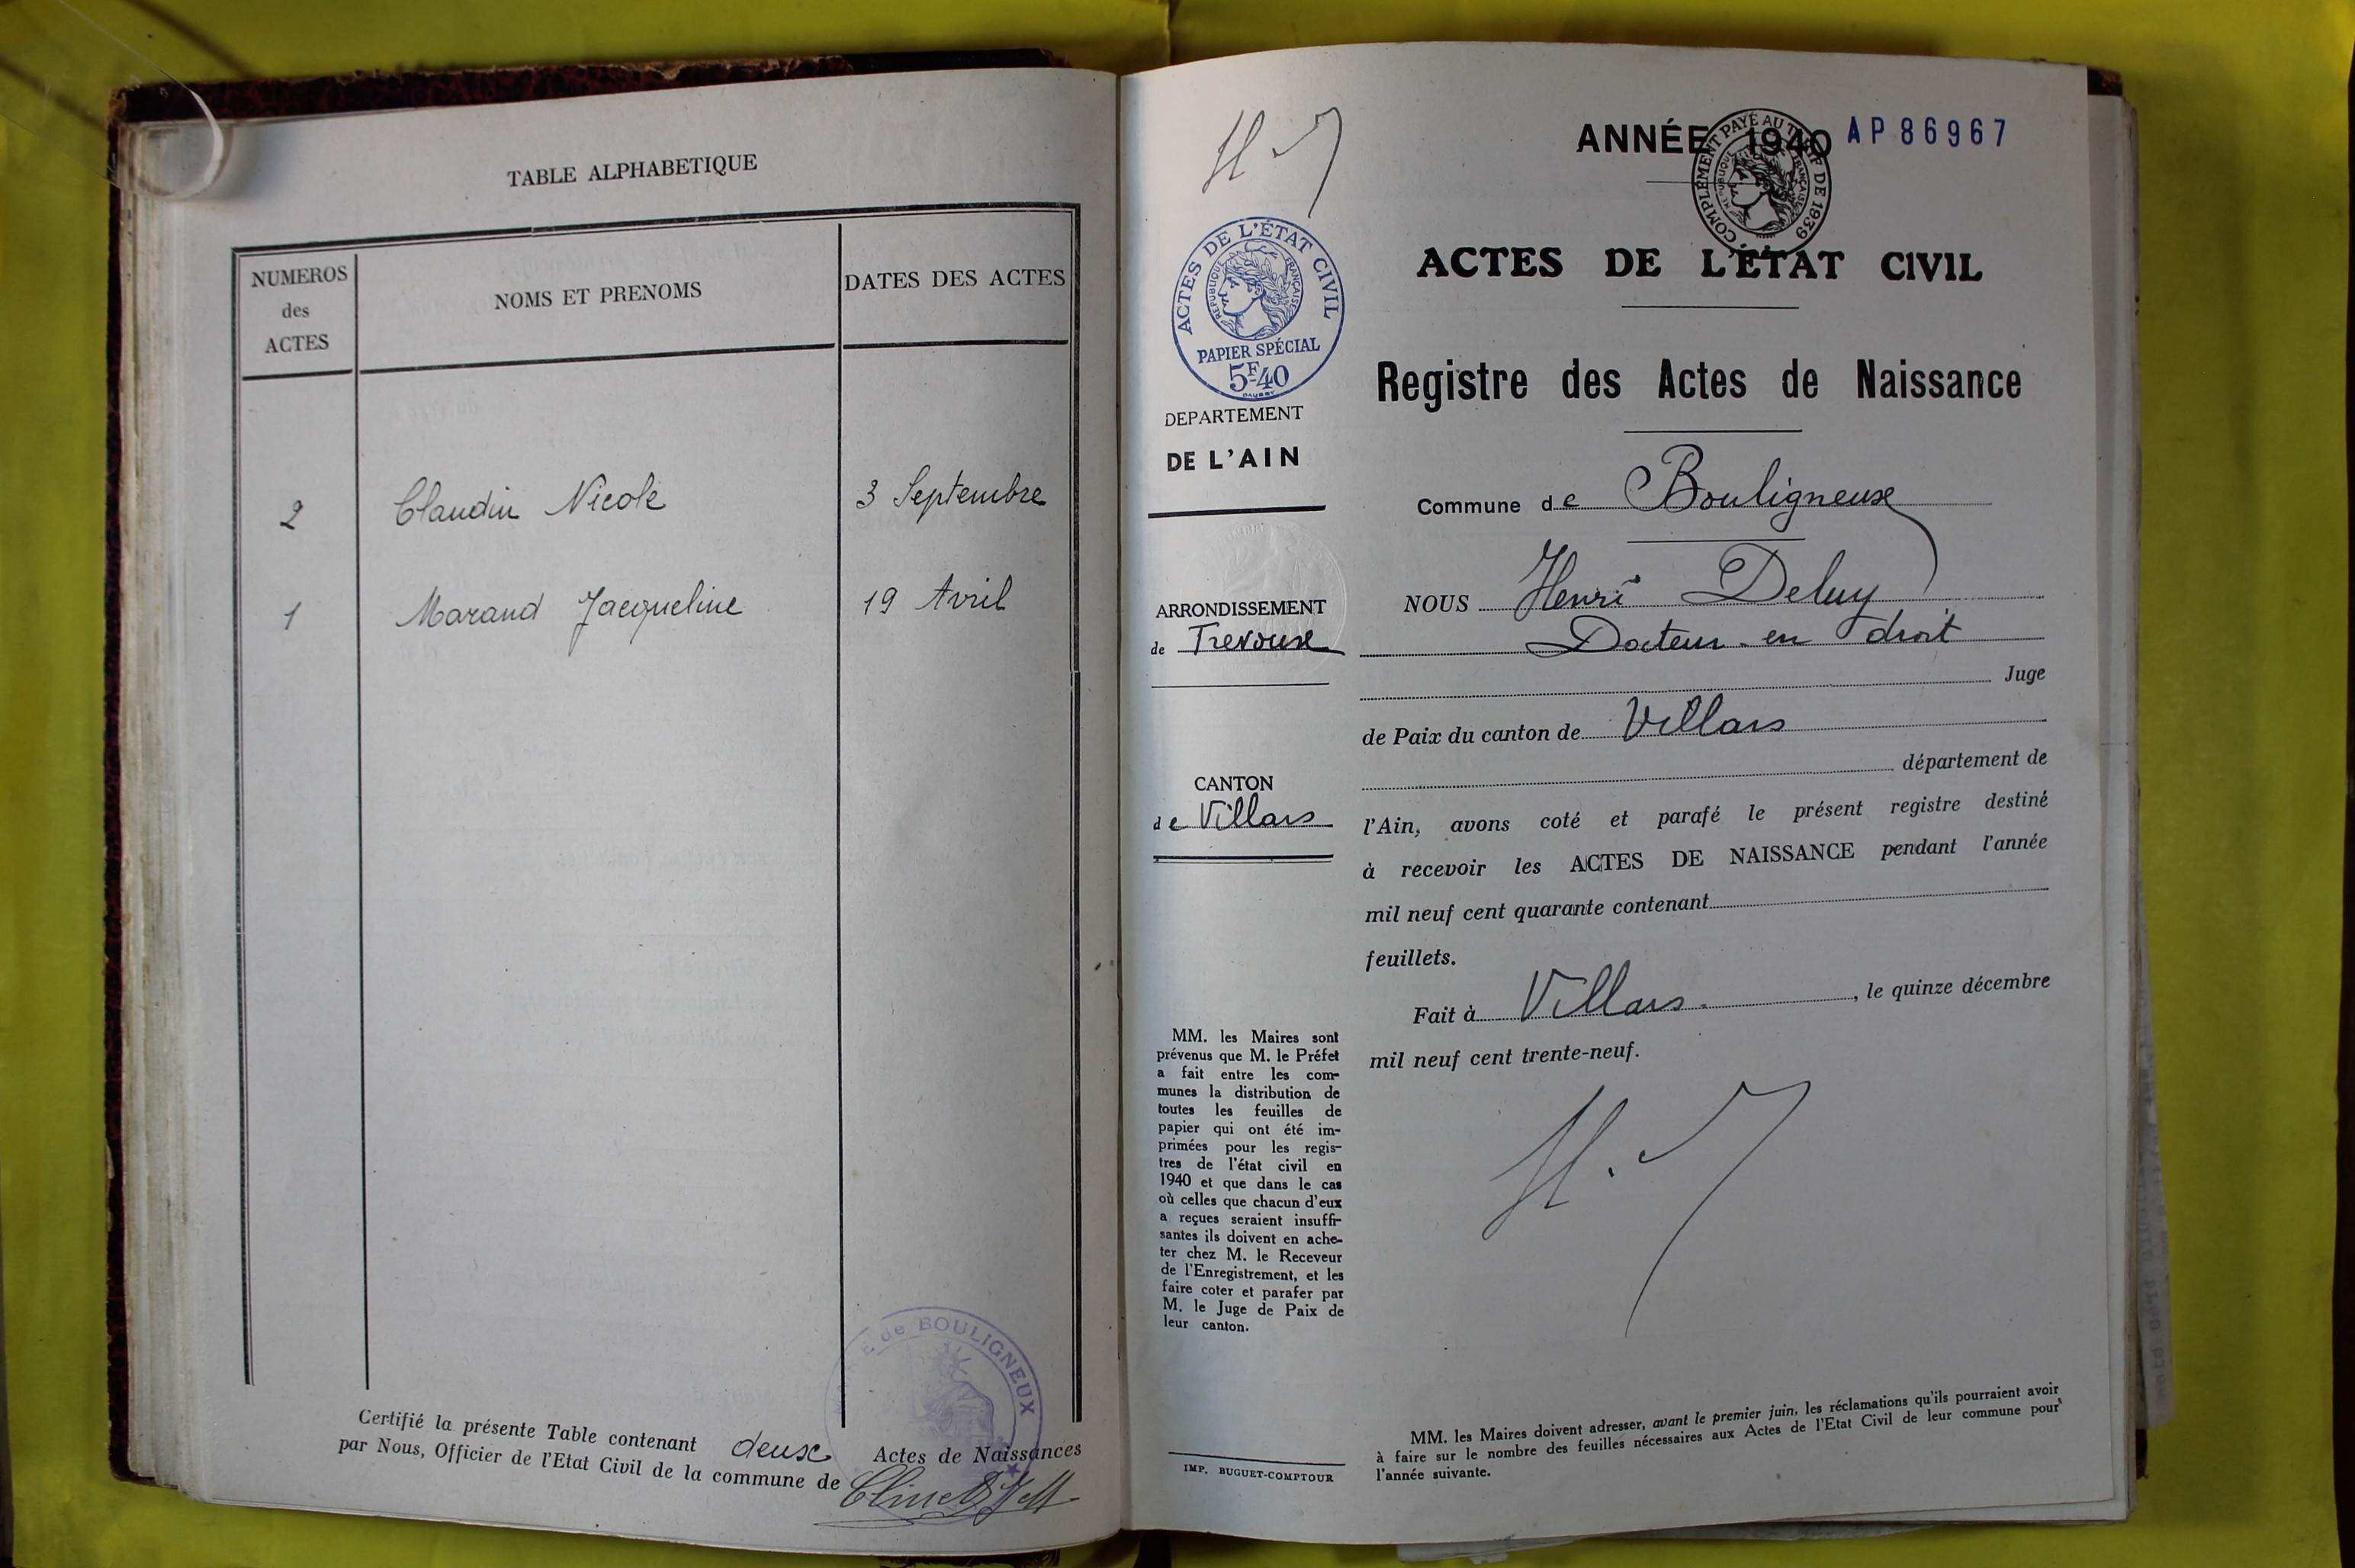 TABLE ALPHABETIQUE
NUMEROS
des
ACTES
NOMS ET PRENOMS
DATES DES ACTES
2 Claudin Nicole 3 Septembre
1 Marand Jacqueline 19 Avril
MAIRIE de BOULIGNEUX
Certifié la présente Table contenant deux Actes de Naissances
par Nous, Officier de l'Etat Civil de la commune de
ACTES DE L'ÉTAT CIVIL
RÉPUBLIQUE FRANÇAISE
PAPIER SPÉCIAL
5F40
DEPARTEMENT
DE L'AIN
ARRONDISSEMENT
de Trévoux
CANTON
de Villars
MM. les Maires sont
prévenus que M. le Préfet
a fait entre les com-
munes la distribution de
toutes les feuilles de
papier qui ont été im-
primées pour les regis-
tres de l'état civil en
1940 et que dans le cas
où celles que chacun d'eux
a reçues seraient insuffi-
santes ils doivent en ache-
ter chez M. le Receveur
de l'Enregistrement, et les
faire coter et parafer par
M. le Juge de Paix de
leur canton.
IMP. BUGUET-COMPTOUR
ANNÉE 1940 AP 86967
COMPLÉMENT PAYÉ AU TARIF DE 1939
RÉPUBLIQUE FRANÇAISE
ACTES DE L'ÉTAT CIVIL
Registre des Actes de Naissance
Commune de Bouligneux
NOUS Henri Deluy
Docteur en droit
Juge
de Paix du canton de Villars
département de
l'Ain, avons coté et parafé le présent registre destiné
à recevoir les ACTES DE NAISSANCE pendant l'année
mil neuf cent quarante contenant
feuillets.
Fait à Villars, le quinze décembre
mil neuf cent trente-neuf.
MM. les Maires doivent adresser, avant le premier juin, les réclamations qu'ils pourraient avoir
à faire sur le nombre des feuilles nécessaires aux Actes de l'Etat Civil de leur commune pour
l'année suivante.